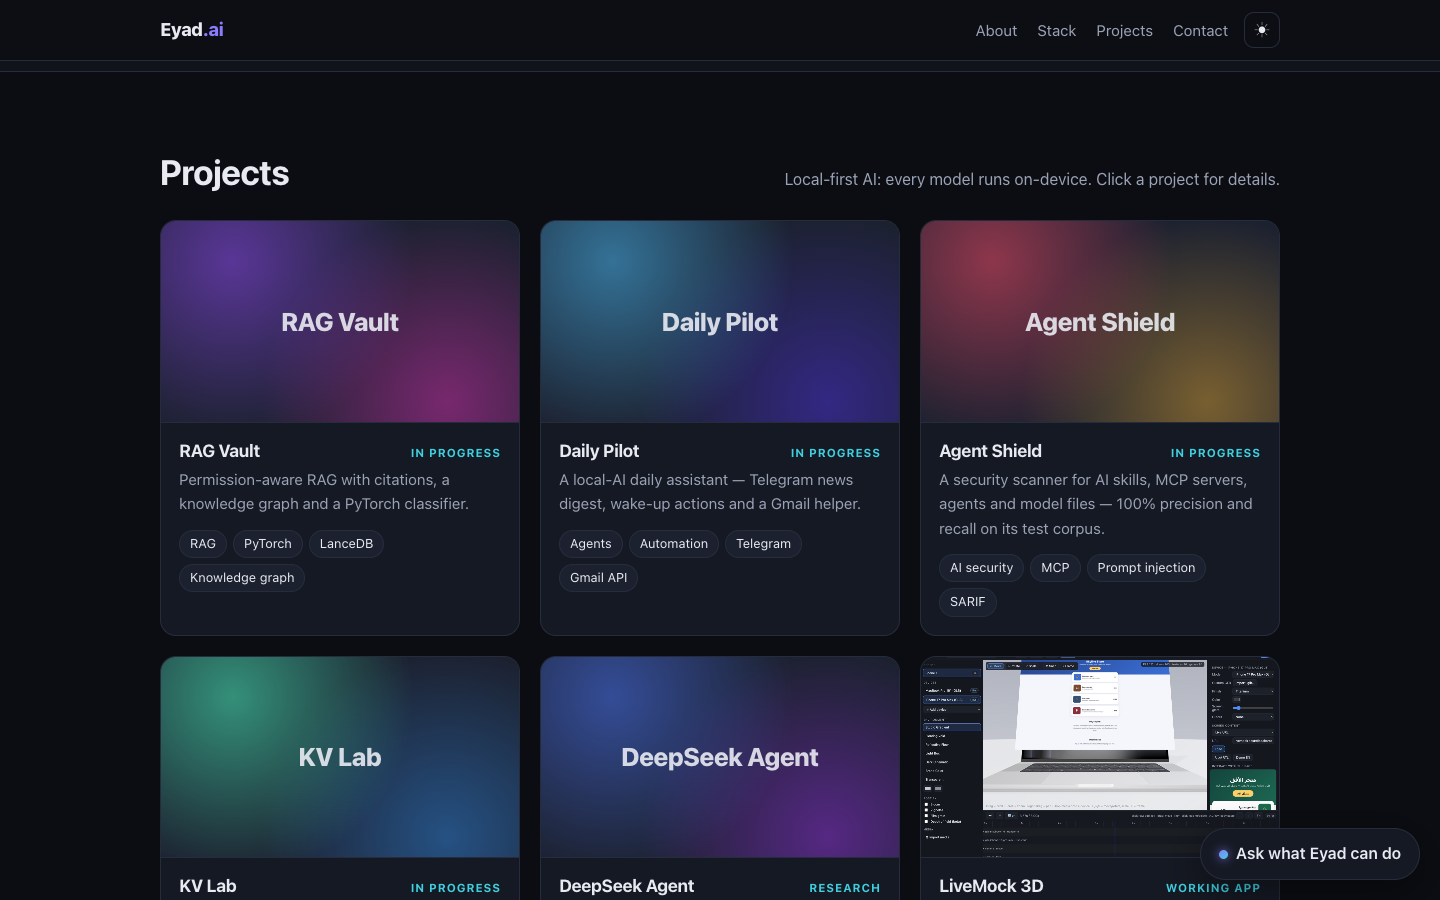 Eyad.ai
About
Stack
Projects
Contact
Projects
Local-first AI: every model runs on-device. Click a project for details.
RAG Vault
Daily Pilot
Agent Shield
RAG Vault
IN PROGRESS
Permission-aware RAG with citations, a
knowledge graph and a PyTorch classifier.
RAG
PyTorch
LanceDB
Knowledge graph
Daily Pilot
IN PROGRESS
A local-AI daily assistant — Telegram news
digest, wake-up actions and a Gmail helper.
Agents
Automation
Telegram
Gmail API
Agent Shield
IN PROGRESS
A security scanner for AI skills, MCP servers,
agents and model files — 100% precision and
recall on its test corpus.
AI security
MCP
Prompt injection
SARIF
KV Lab
DeepSeek Agent
KV Lab
IN PROGRESS
DeepSeek Agent
RESEARCH
LiveMock 3D
WORKING APP
Ask what Eyad can do